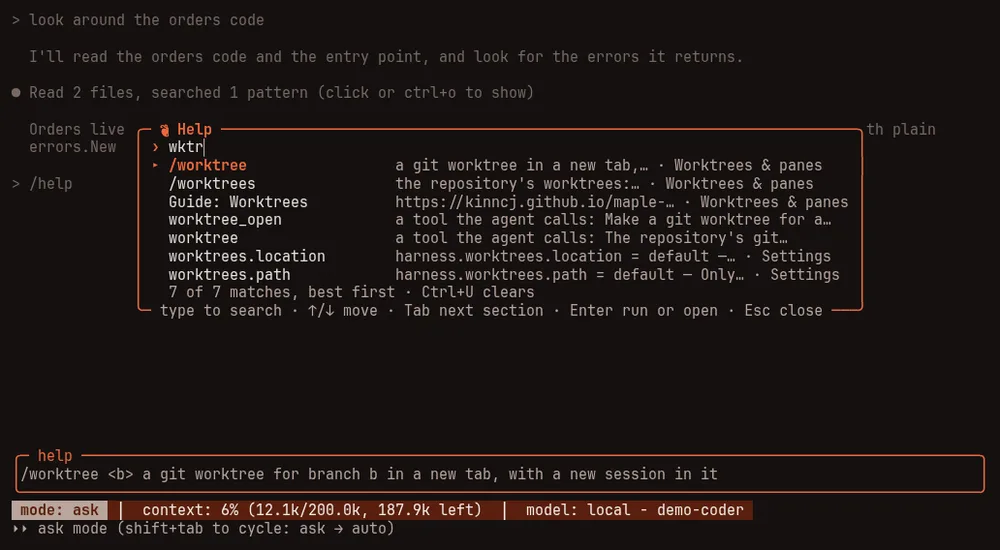 > look around the orders code
I'll read the orders code and the entry point, and look for the errors it returns.
● Read 2 files, searched 1 pattern (click or ctrl+o to show)
Orders live
th plain
errors.New
> /help
Help
› wktr
▸ /worktree a git worktree in a new tab,… · Worktrees & panes
/worktrees the repository's worktrees:… · Worktrees & panes
Guide: Worktrees https://kinncj.github.io/maple-… · Worktrees & panes
worktree_open a tool the agent calls: Make a git worktree for a…
worktree a tool the agent calls: The repository's git…
worktrees.location harness.worktrees.location = default —… · Settings
worktrees.path harness.worktrees.path = default — Only… · Settings
7 of 7 matches, best first · Ctrl+U clears
type to search · ↑/↓ move · Tab next section · Enter run or open · Esc close
help
/worktree <b> a git worktree for branch b in a new tab, with a new session in it
mode: ask | context: 6% (12.1k/200.0k, 187.9k left) | model: local - demo-coder
▸▸ ask mode (shift+tab to cycle: ask → auto)